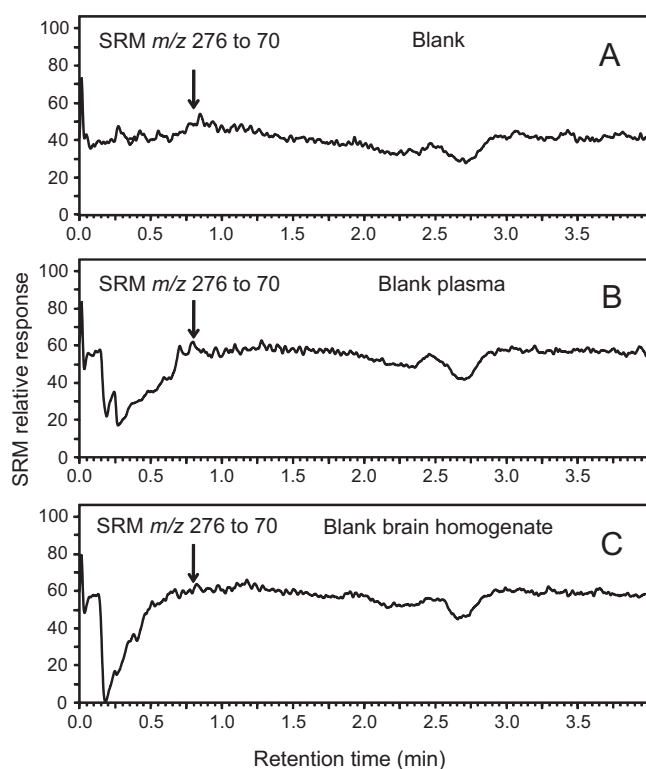 SRM m/z 276 to 70
Blank
A
100
80
60
40
20
0
0.0 0.5 1.0 1.5 2.0 2.5 3.0 3.5
SRM m/z 276 to 70
Blank plasma
B
100
80
60
40
20
0
0.0 0.5 1.0 1.5 2.0 2.5 3.0 3.5
SRM relative response
SRM m/z 276 to 70
Blank brain homogenate
C
100
80
60
40
20
0
0.0 0.5 1.0 1.5 2.0 2.5 3.0 3.5
Retention time (min)